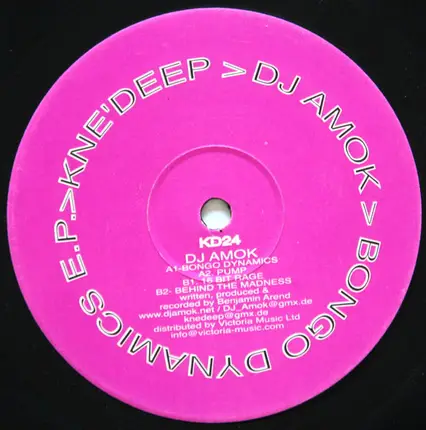 KNE'DEEP > DJ AMOK > BONGO DYNAMICS E.P.>
KD24
DJ AMOK
A1-BONGO DYNAMICS
A2. PUMP
B1. 16 BIT RAGE
B2- BEHIND THE MADNESS
written, produced &
recorded by Benjamin Arend
www.djamok.net / DJ_Amok@gmx.de
knedeep@gmx.de
distributed by Victoria Music Ltd
info@victoria-music.com